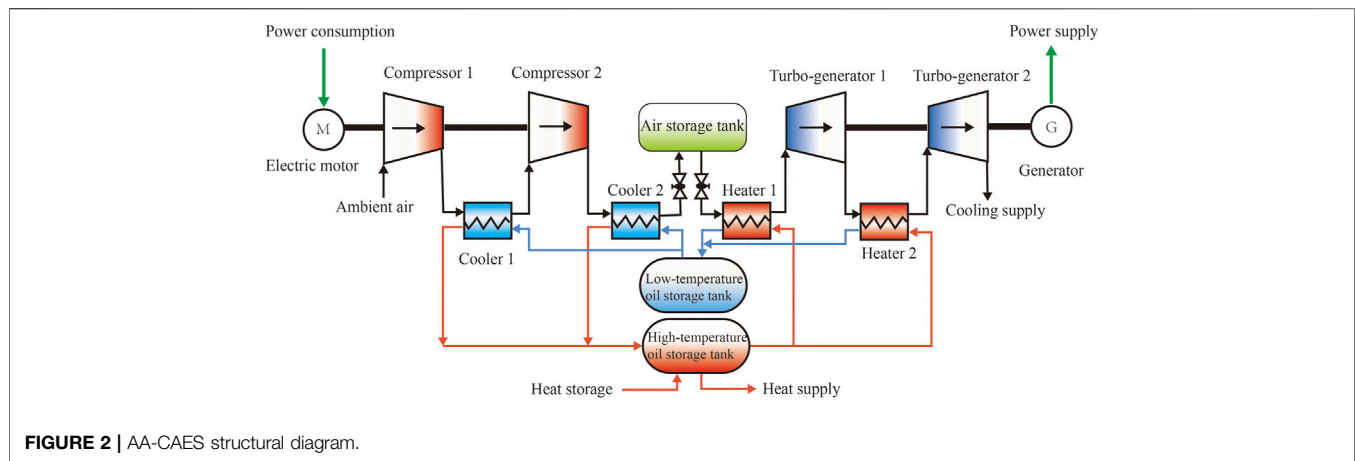 Power consumption
Power supply
Compressor 1
Compressor 2
Turbo-generator 1
Turbo-generator 2
Air storage tank
M
G
Electric motor
Generator
Ambient air
Cooler 2
Heater 1
Cooling supply
Cooler 1
Heater 2
Low-temperature
oil storage tank
High-temperature
oil storage tank
Heat storage
Heat supply
FIGURE 2 | AA-CAES structural diagram.